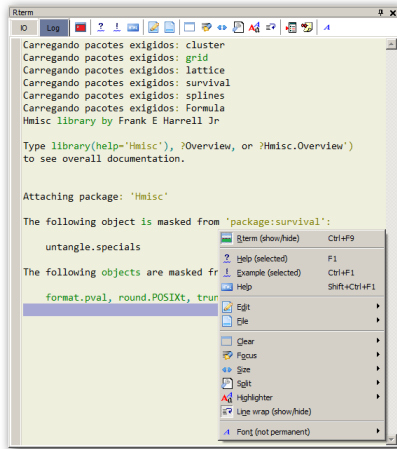 Rterm
IO Log
Carregando pacotes exigidos: cluster
Carregando pacotes exigidos: grid
Carregando pacotes exigidos: lattice
Carregando pacotes exigidos: survival
Carregando pacotes exigidos: splines
Carregando pacotes exigidos: Formula
Hmisc library by Frank E Harrell Jr
Type library(help='Hmisc'), ?Overview, or ?Hmisc.Overview')
to see overall documentation.
Attaching package: 'Hmisc'
The following object is masked from 'package:survival':
untangle.specials
The following objects are masked fr
format.pval, round.POSIXt, trun
Rterm (show/hide) Ctrl+F9
Help (selected) F1
Example (selected) Ctrl+F1
Help Shift+Ctrl+F1
Edit
File
Clear
Focus
Size
Split
Highlighter
Line wrap (show/hide)
Font (not permanent)